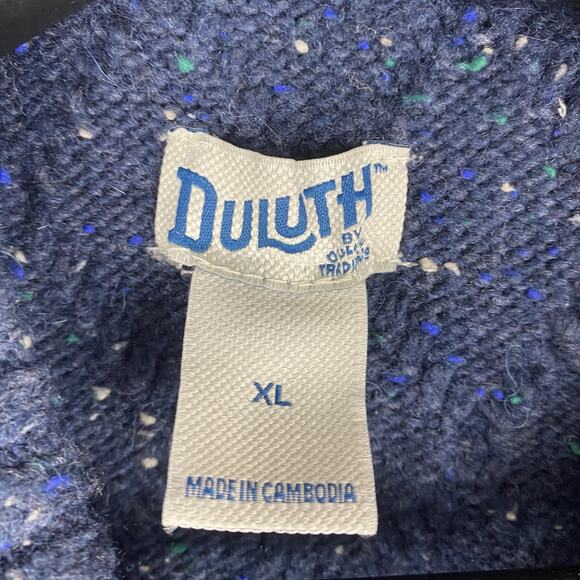 DULUTH™
BY
DULUTH
TRADING
XL
MADE IN CAMBODIA